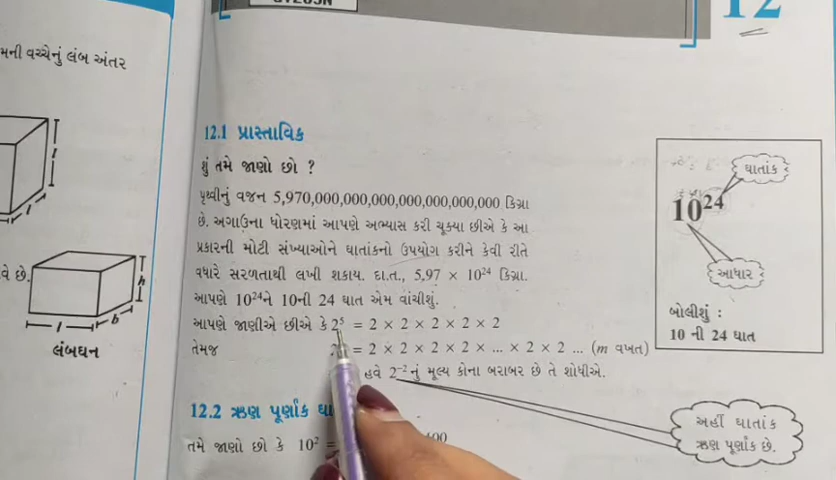 12
મની વચ્ચેનું લંબ અંતર
l
l
વે છે.
h
l
b
લંબઘન
12.1 પ્રાસ્તાવિક
શું તમે જાણો છો ?
પૃથ્વીનું વજન 5,970,000,000,000,000,000,000,000 કિગ્રા
છે. અગાઉના ધોરણમાં આપણે અભ્યાસ કરી ચૂક્યા છીએ કે આ
પ્રકારની મોટી સંખ્યાઓને ઘાતાંકનો ઉપયોગ કરીને કેવી રીતે
વધારે સરળતાથી લખી શકાય. દા.ત., 5.97 × 10²⁴ કિગ્રા.
આપણે 10²⁴ને 10ની 24 ઘાત એમ વાંચીશું.
આપણે જાણીએ છીએ કે 2⁵ = 2 × 2 × 2 × 2 × 2
તેમજ = 2 × 2 × 2 × 2 × ... × 2 × 2 ... (m વખત)
હવે 2⁻² નું મૂલ્ય કોના બરાબર છે તે શોધીએ.
12.2 ઋણ પૂર્ણાંક
તમે જાણો છો કે 10² =
ઘાતાંક
10²⁴
આધાર
બોલીશું :
10 ની 24 ઘાત
અહીં ઘાતાંક
ઋણ પૂર્ણાંક છે.